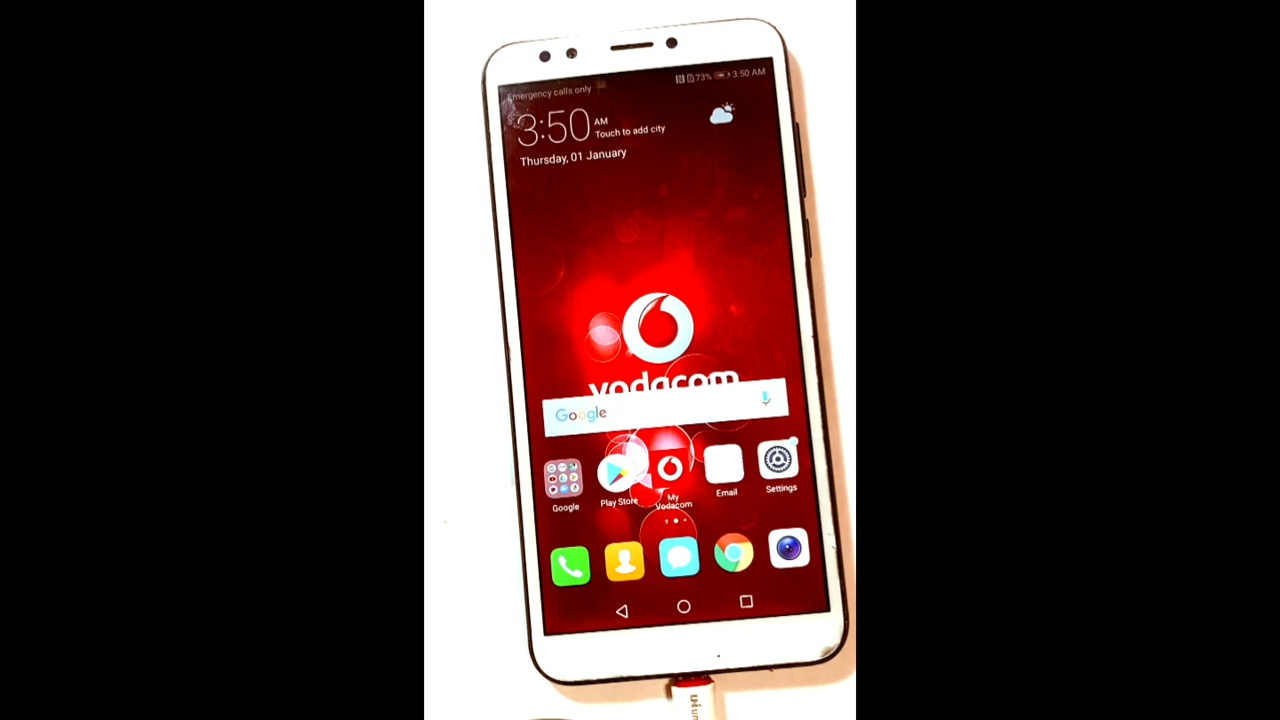 Emergency calls only
73% 3:50 AM
3:50 AM
Touch to add city
Thursday, 01 January
vodacom
Google
Google
Play Store
My Vodacom
Email
Settings